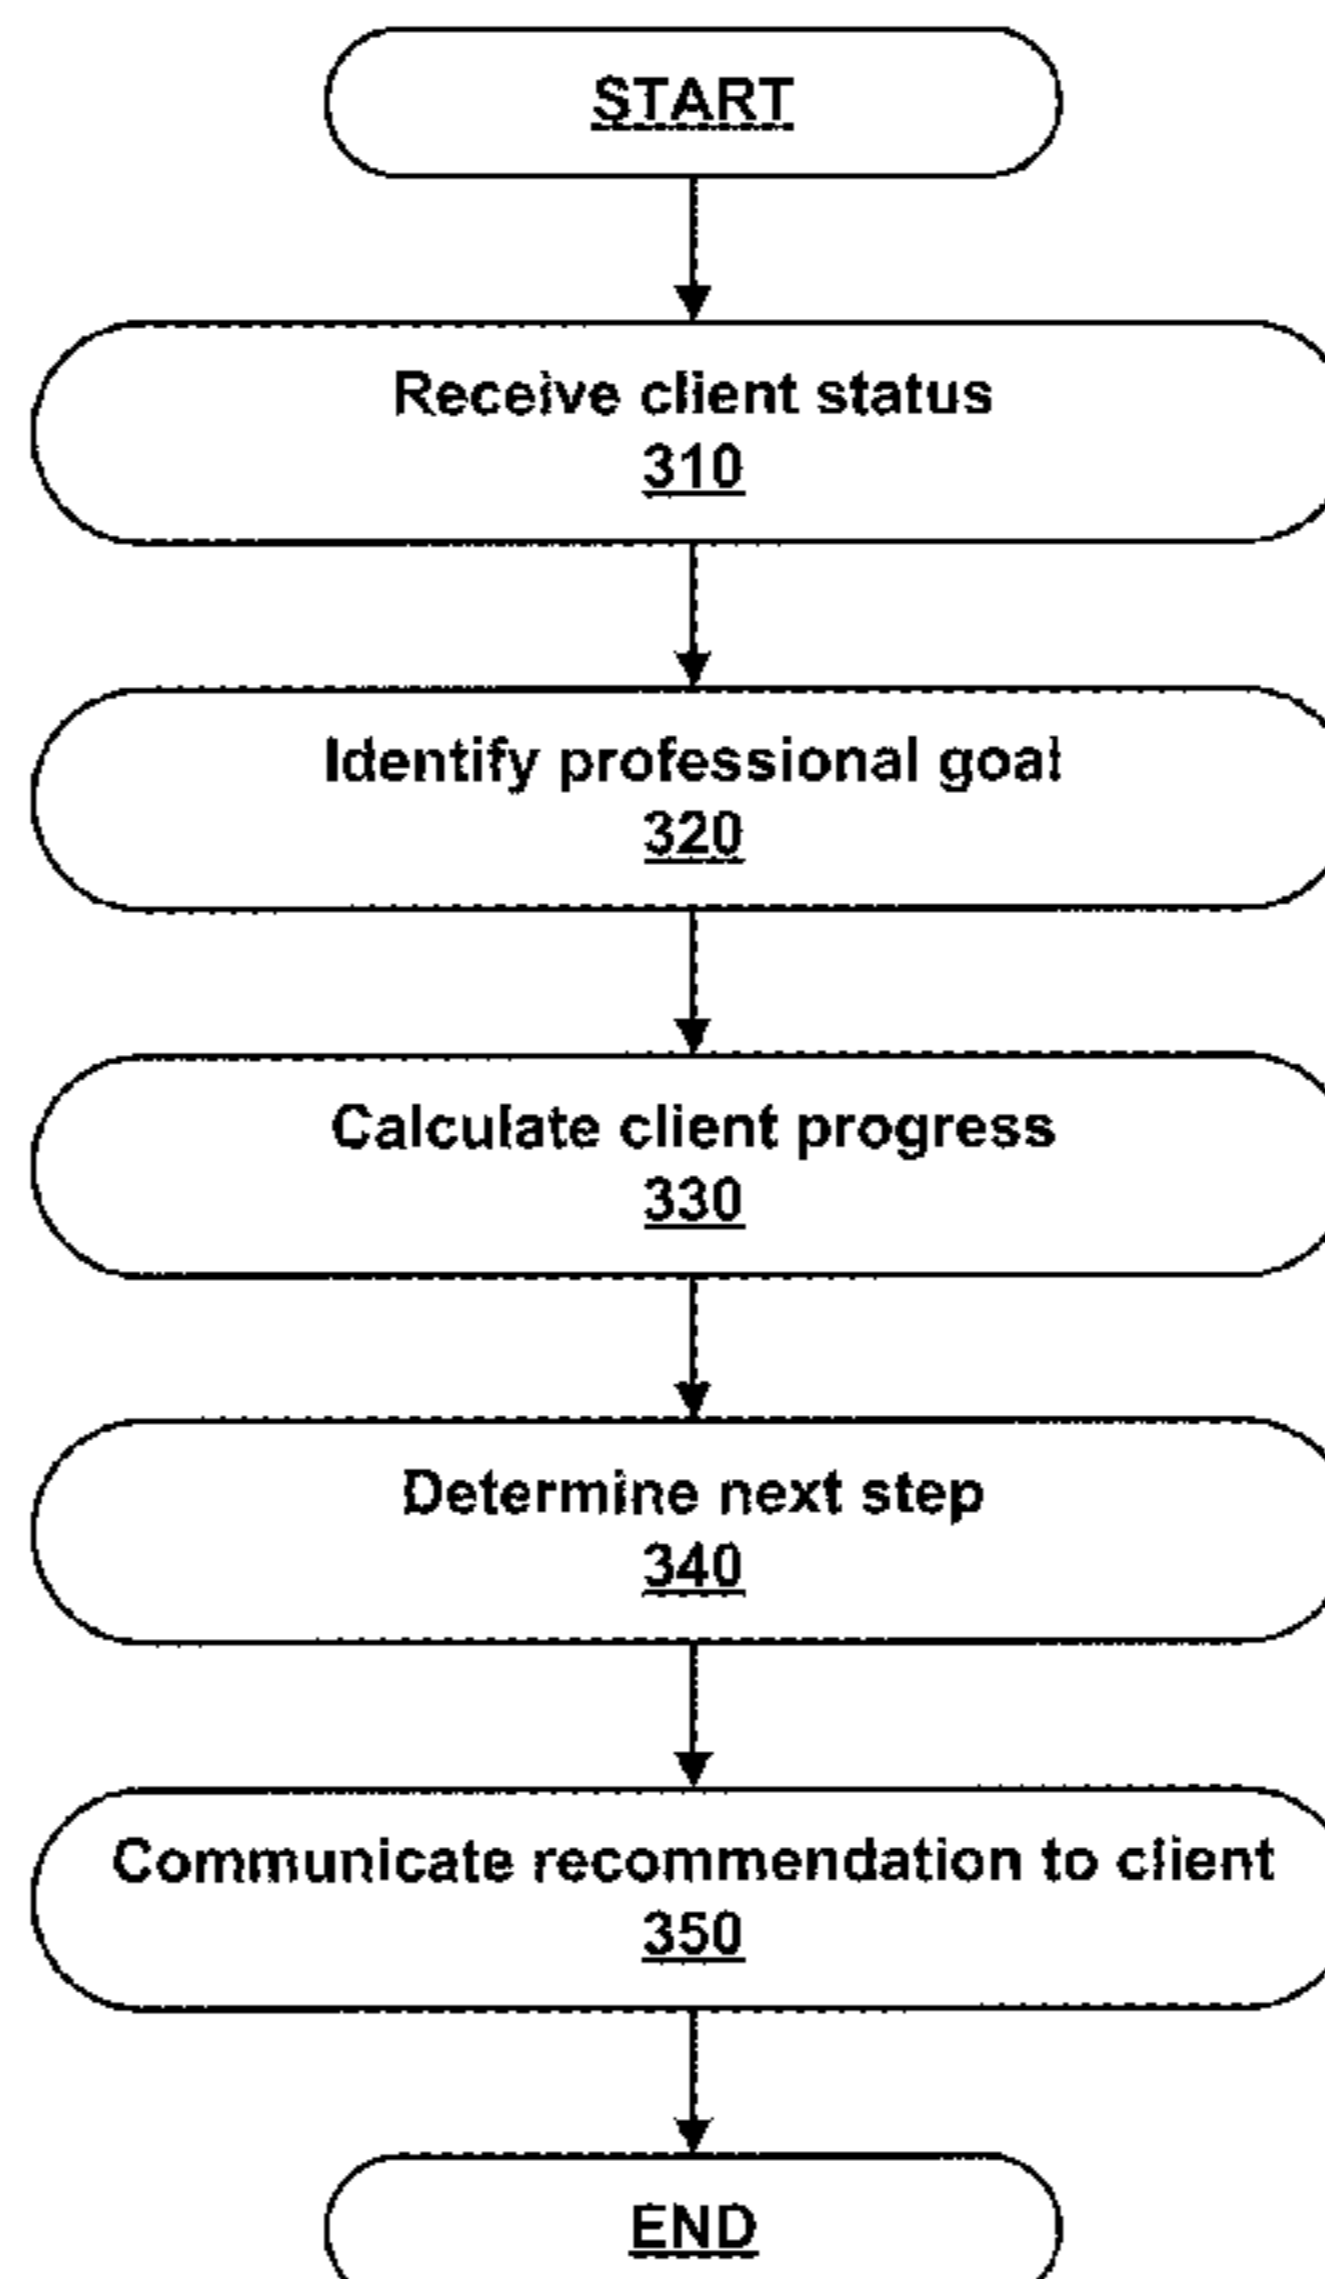 START
Receive client status
310
Identify professional goal
320
Calculate client progress
330
Determine next step
340
Communicate recommendation to client
350
END